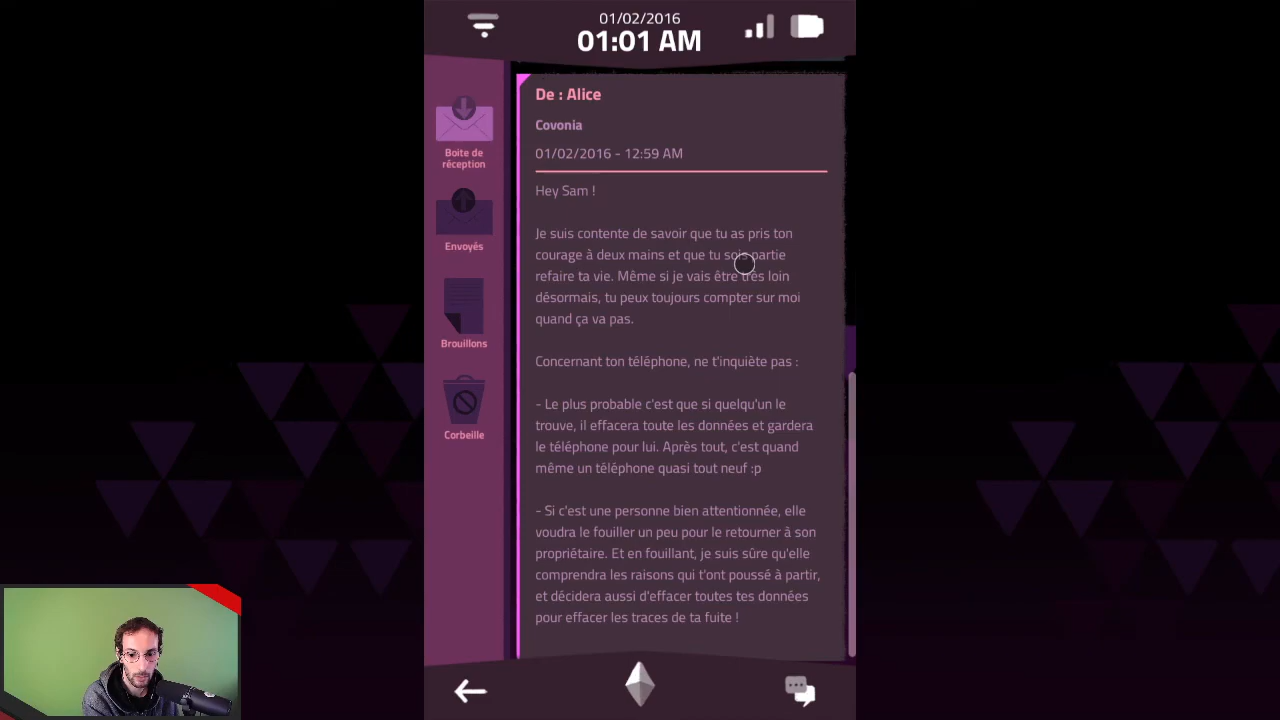 01/02/2016
01:01 AM
Boite de
réception
Envoyés
Brouillons
Corbeille
De : Alice
Covonia
01/02/2016 - 12:59 AM
Hey Sam !
Je suis contente de savoir que tu as pris ton
courage à deux mains et que tu sois partie
refaire ta vie. Même si je vais être très loin
désormais, tu peux toujours compter sur moi
quand ça va pas.
Concernant ton téléphone, ne t'inquiète pas :
- Le plus probable c'est que si quelqu'un le
trouve, il effacera toute les données et gardera
le téléphone pour lui. Après tout, c'est quand
même un téléphone quasi tout neuf :p
- Si c'est une personne bien attentionnée, elle
voudra le fouiller un peu pour le retourner à son
propriétaire. Et en fouillant, je suis sûre qu'elle
comprendra les raisons qui t'ont poussé à partir,
et décidera aussi d'effacer toutes tes données
pour effacer les traces de ta fuite !